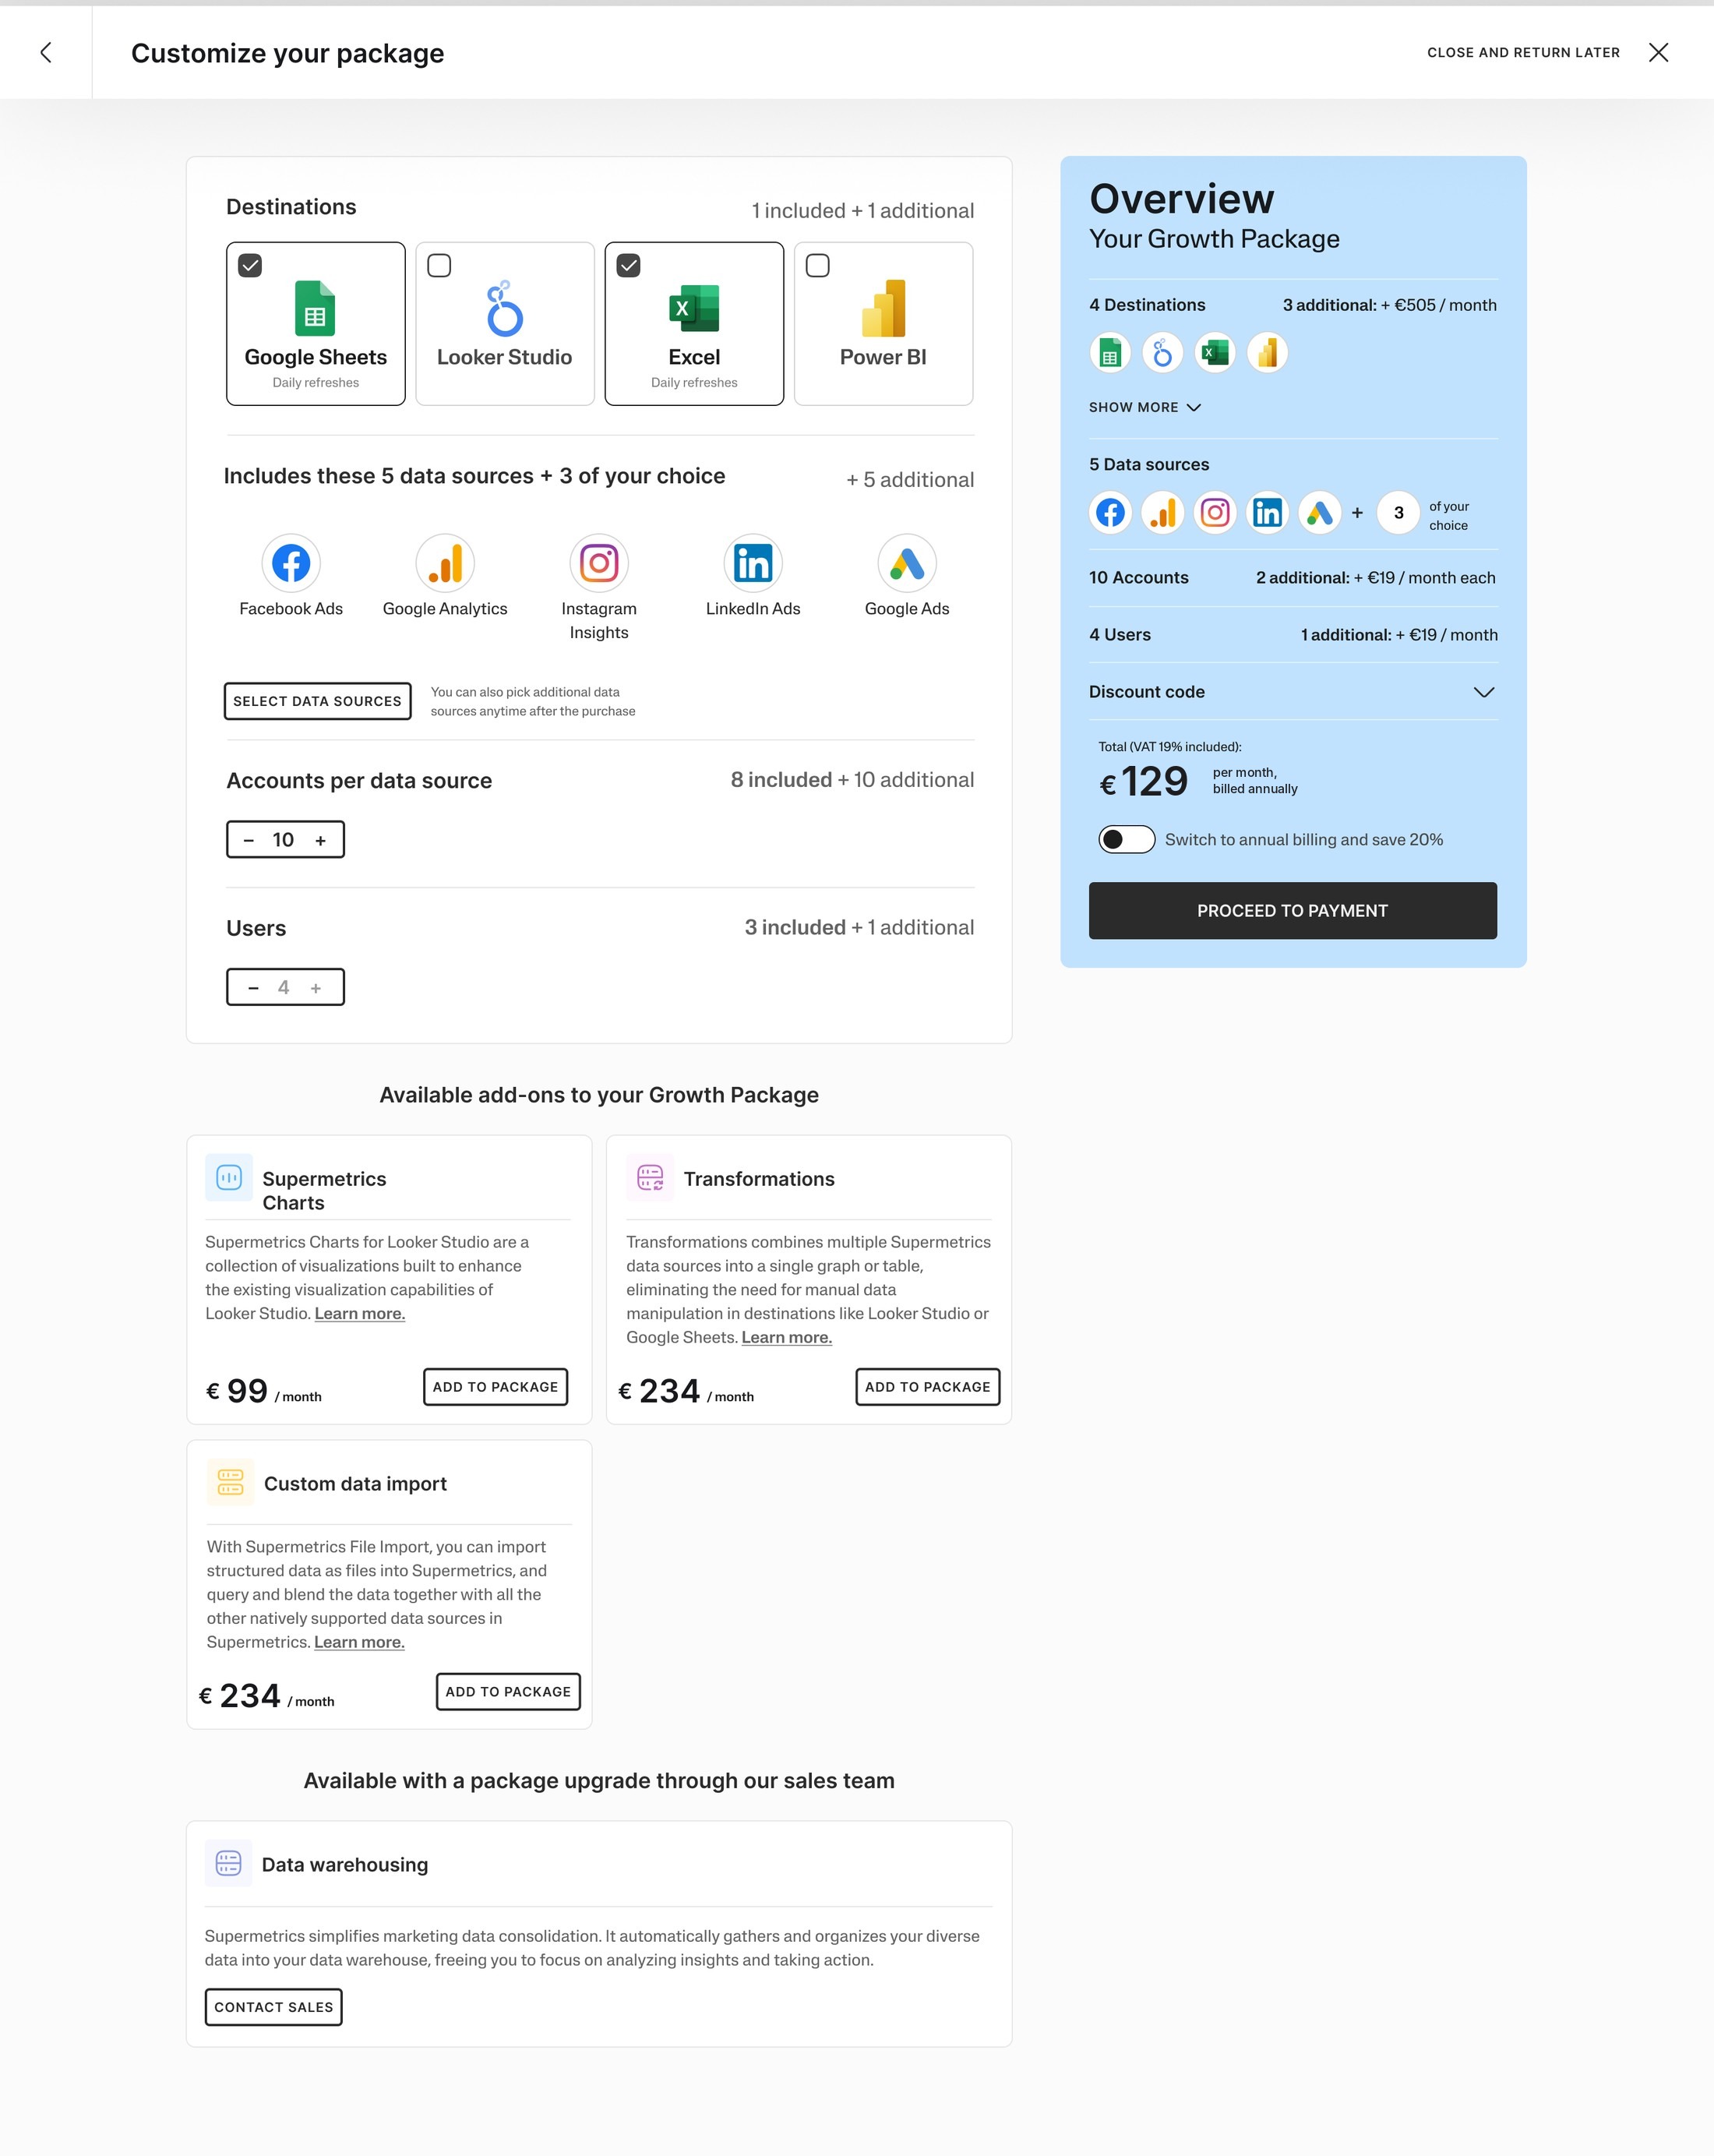 Customize your package
CLOSE AND RETURN LATER
Destinations
1 included + 1 additional
Google Sheets
Daily refreshes
Looker Studio
Excel
Daily refreshes
Power BI
Includes these 5 data sources + 3 of your choice
+ 5 additional
Facebook Ads
Google Analytics
Instagram
Insights
LinkedIn Ads
Google Ads
SELECT DATA SOURCES
You can also pick additional data
sources anytime after the purchase
Accounts per data source
8 included + 10 additional
− 10 +
Users
3 included + 1 additional
− 4 +
Overview
Your Growth Package
4 Destinations
3 additional: + €505 / month
SHOW MORE
5 Data sources
+ 3 of your
choice
10 Accounts
2 additional: + €19 / month each
4 Users
1 additional: + €19 / month
Discount code
Total (VAT 19% included):
€ 129
per month,
billed annually
Switch to annual billing and save 20%
PROCEED TO PAYMENT
Available add-ons to your Growth Package
Supermetrics
Charts
Supermetrics Charts for Looker Studio are a
collection of visualizations built to enhance
the existing visualization capabilities of
Looker Studio. Learn more.
€ 99 / month
ADD TO PACKAGE
Transformations
Transformations combines multiple Supermetrics
data sources into a single graph or table,
eliminating the need for manual data
manipulation in destinations like Looker Studio or
Google Sheets. Learn more.
€ 234 / month
ADD TO PACKAGE
Custom data import
With Supermetrics File Import, you can import
structured data as files into Supermetrics, and
query and blend the data together with all the
other natively supported data sources in
Supermetrics. Learn more.
€ 234 / month
ADD TO PACKAGE
Available with a package upgrade through our sales team
Data warehousing
Supermetrics simplifies marketing data consolidation. It automatically gathers and organizes your diverse
data into your data warehouse, freeing you to focus on analyzing insights and taking action.
CONTACT SALES